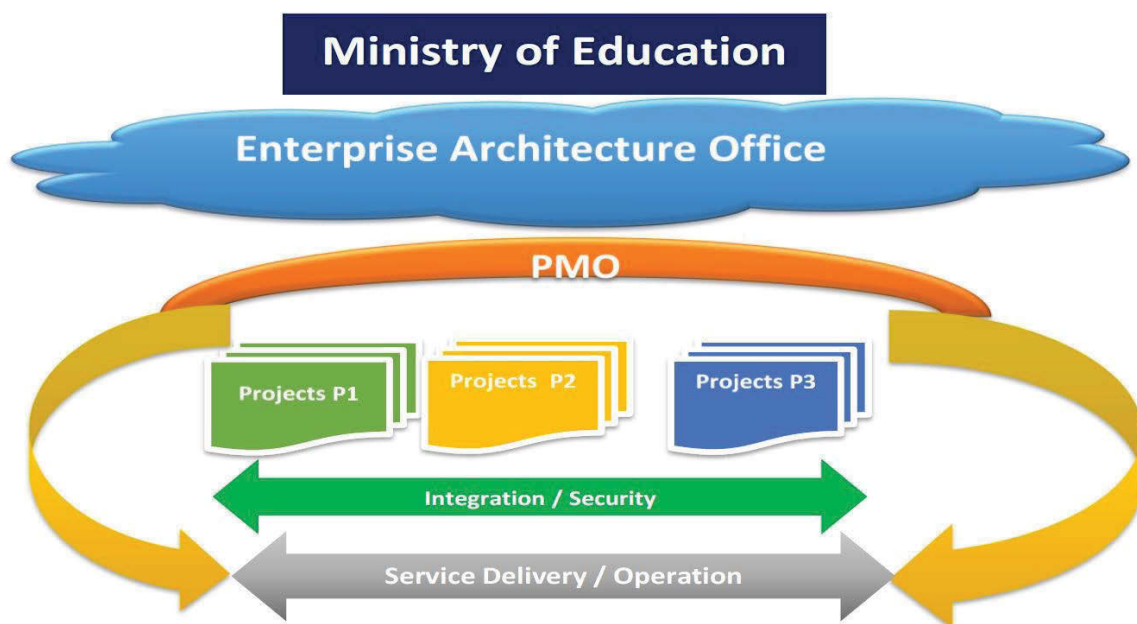 Ministry of Education
Enterprise Architecture Office
PMO
Projects P1
Projects P2
Projects P3
Integration / Security
Service Delivery / Operation